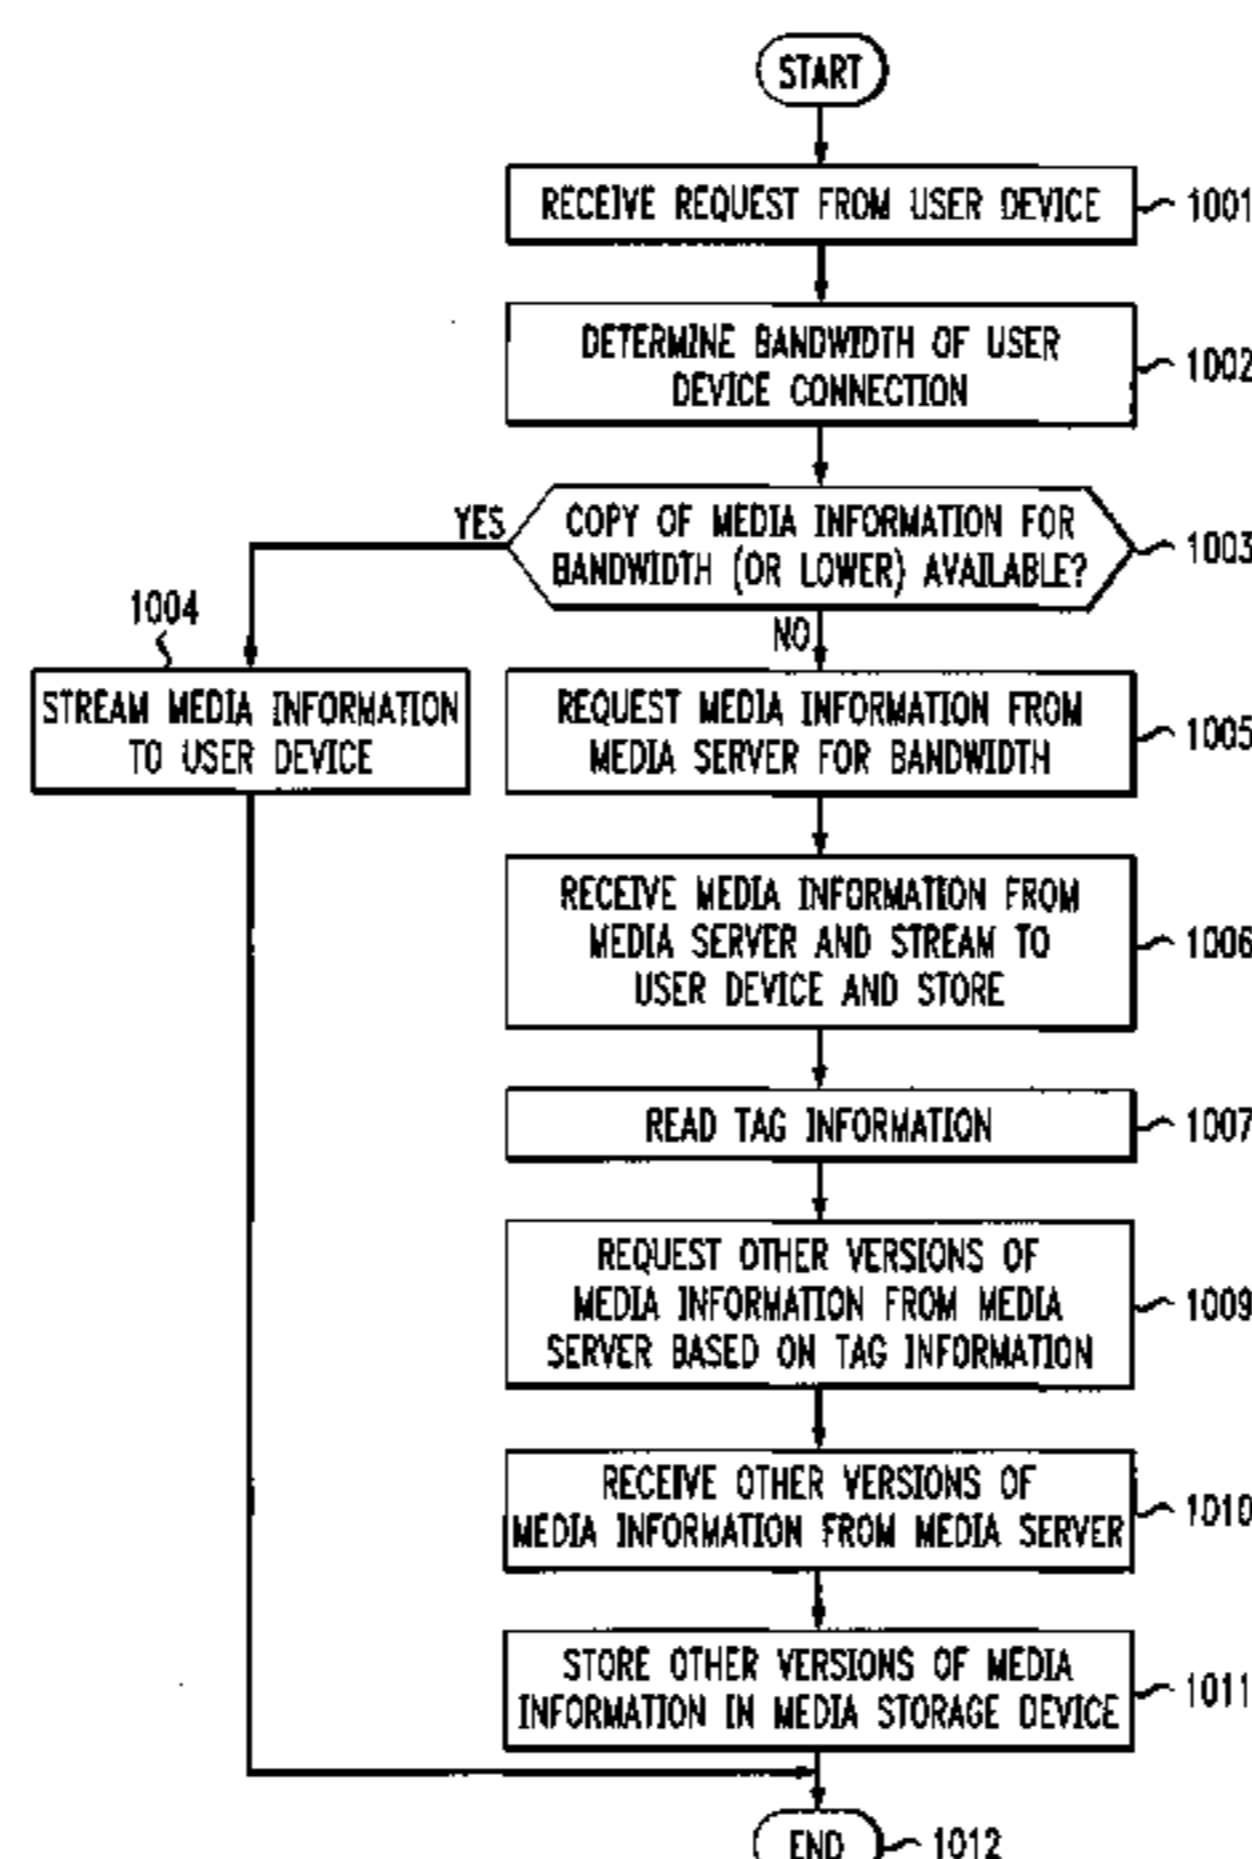 START
RECEIVE REQUEST FROM USER DEVICE
1001
DETERMINE BANDWIDTH OF USER
DEVICE CONNECTION
1002
YES
COPY OF MEDIA INFORMATION FOR
BANDWIDTH (OR LOWER) AVAILABLE?
1003
1004
NO
STREAM MEDIA INFORMATION
TO USER DEVICE
REQUEST MEDIA INFORMATION FROM
MEDIA SERVER FOR BANDWIDTH
1005
RECEIVE MEDIA INFORMATION FROM
MEDIA SERVER AND STREAM TO
USER DEVICE AND STORE
1006
READ TAG INFORMATION
1007
REQUEST OTHER VERSIONS OF
MEDIA INFORMATION FROM MEDIA
SERVER BASED ON TAG INFORMATION
1009
RECEIVE OTHER VERSIONS OF
MEDIA INFORMATION FROM MEDIA SERVER
1010
STORE OTHER VERSIONS OF MEDIA
INFORMATION IN MEDIA STORAGE DEVICE
1011
END
1012